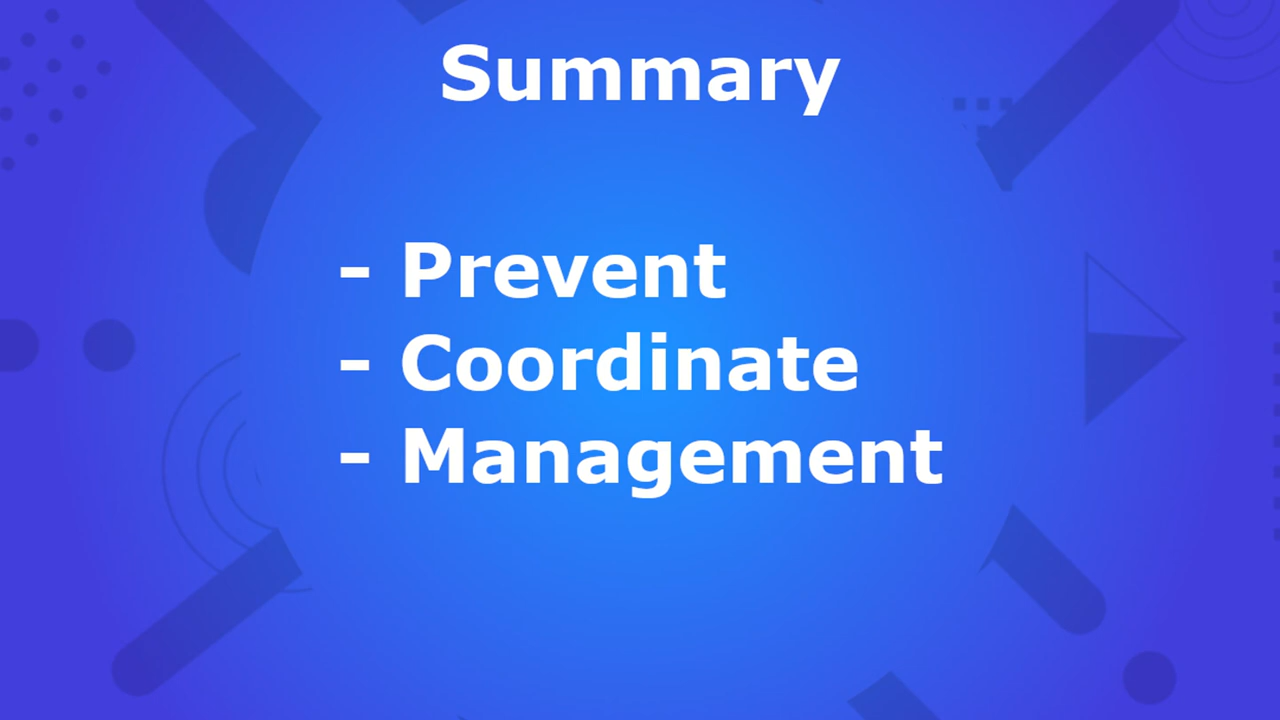 Summary
- Prevent
- Coordinate
- Management